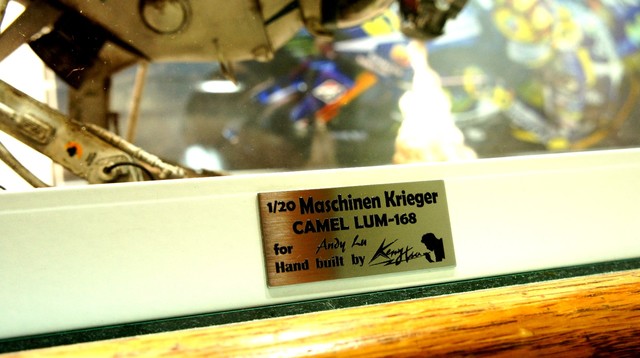 1/20 Maschinen Krieger
CAMEL LUM-168
for Andy Lu
Hand built by